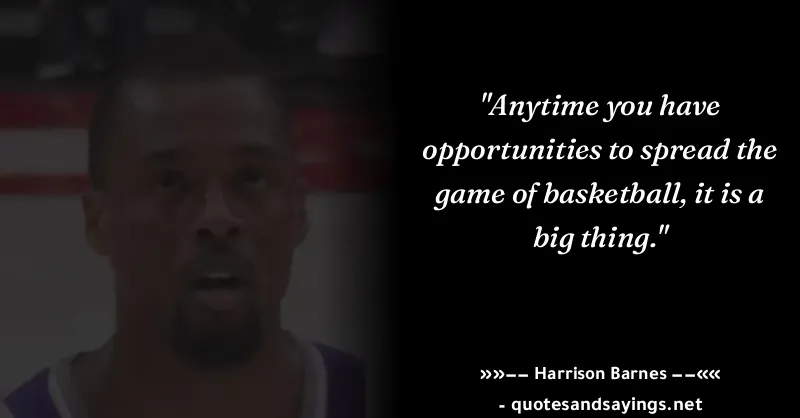 "Anytime you have
opportunities to spread the
game of basketball, it is a
big thing."
»»–– Harrison Barnes ––««
- quotesandsayings.net